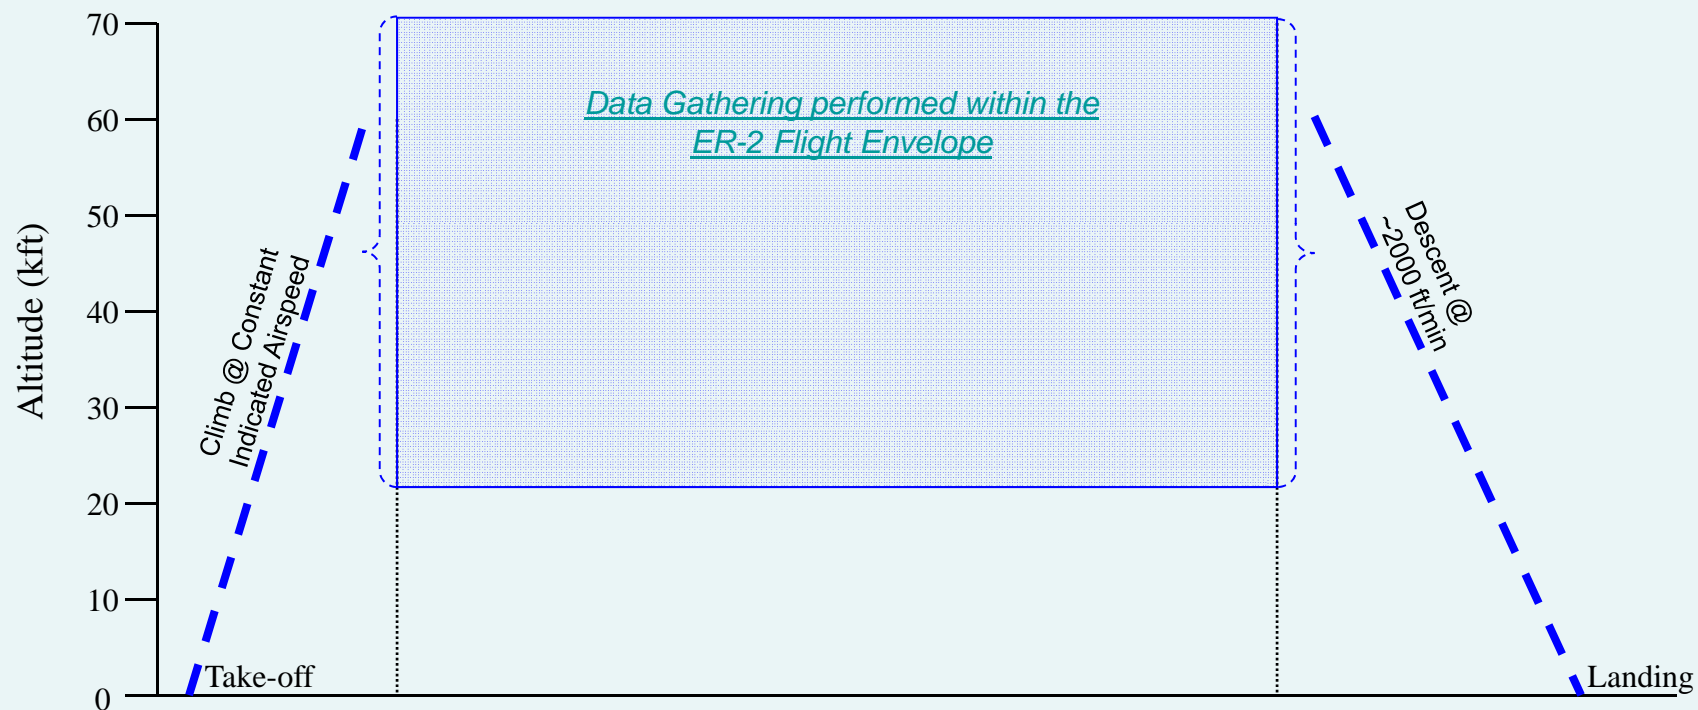 70
60
50
40
30
20
10
0
Altitude (kft)
Data Gathering performed within the
ER-2 Flight Envelope
Climb @ Constant
Indicated Airspeed
Descent @
~2000 ft/min
Take-off
Landing